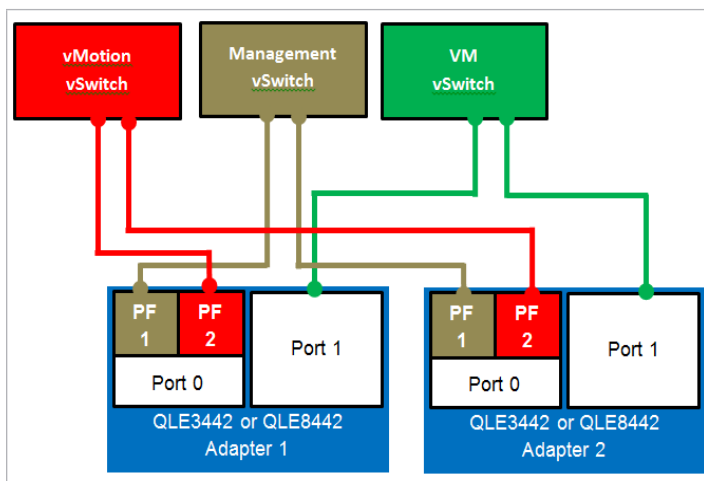 vMotion
vSwitch
Management
vSwitch
VM
vSwitch
PF
1
PF
2
Port 0
Port 1
QLE3442 or QLE8442
Adapter 1
PF
1
PF
2
Port 0
Port 1
QLE3442 or QLE8442
Adapter 2